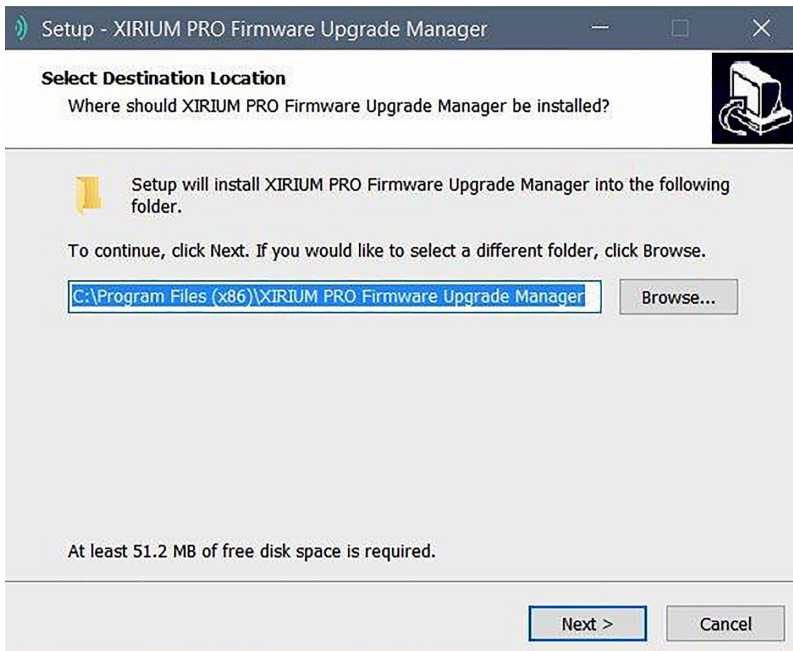 Setup - XIRIUM PRO Firmware Upgrade Manager
Select Destination Location
Where should XIRIUM PRO Firmware Upgrade Manager be installed?
Setup will install XIRIUM PRO Firmware Upgrade Manager into the following
folder.
To continue, click Next. If you would like to select a different folder, click Browse.
C:\Program Files (x86)\XIRIUM PRO Firmware Upgrade Manager
Browse...
At least 51.2 MB of free disk space is required.
Next >
Cancel